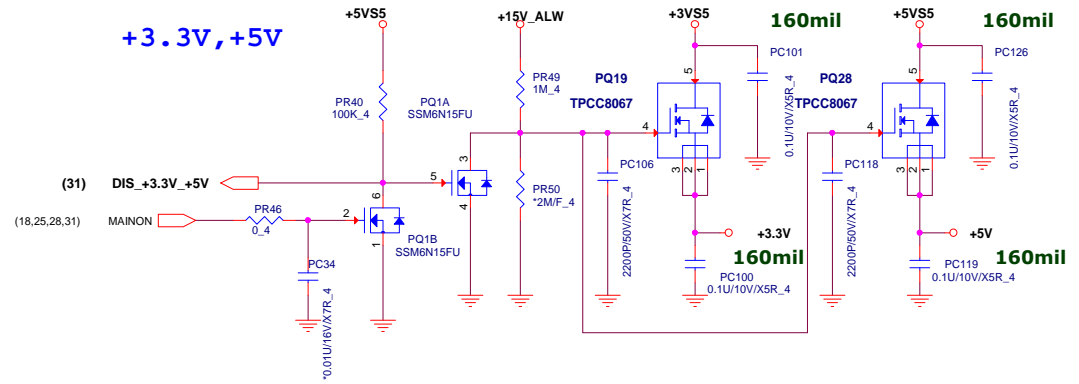 +3.3V,+5V
+5VS5
+15V_ALW
+3VS5
160mil
+5VS5
160mil
PR40
100K_4
PQ1A
SSM6N15FU
PR49
1M_4
PQ19
TPCC8067
PC101
0.1U/10V/X5R_4
PQ28
TPCC8067
PC126
0.1U/10V/X5R_4
5
4
3
2
1
5
4
3
2
1
(31)
DIS_+3.3V_+5V
5
3
4
PR50
*2M/F_4
PC106
2200P/50V/X7R_4
PC118
2200P/50V/X7R_4
(18,25,28,31)
MAINON
PR46
0_4
2
6
1
PQ1B
SSM6N15FU
PC34
*0.01U/16V/X7R_4
+3.3V
160mil
PC100
0.1U/10V/X5R_4
+5V
160mil
PC119
0.1U/10V/X5R_4